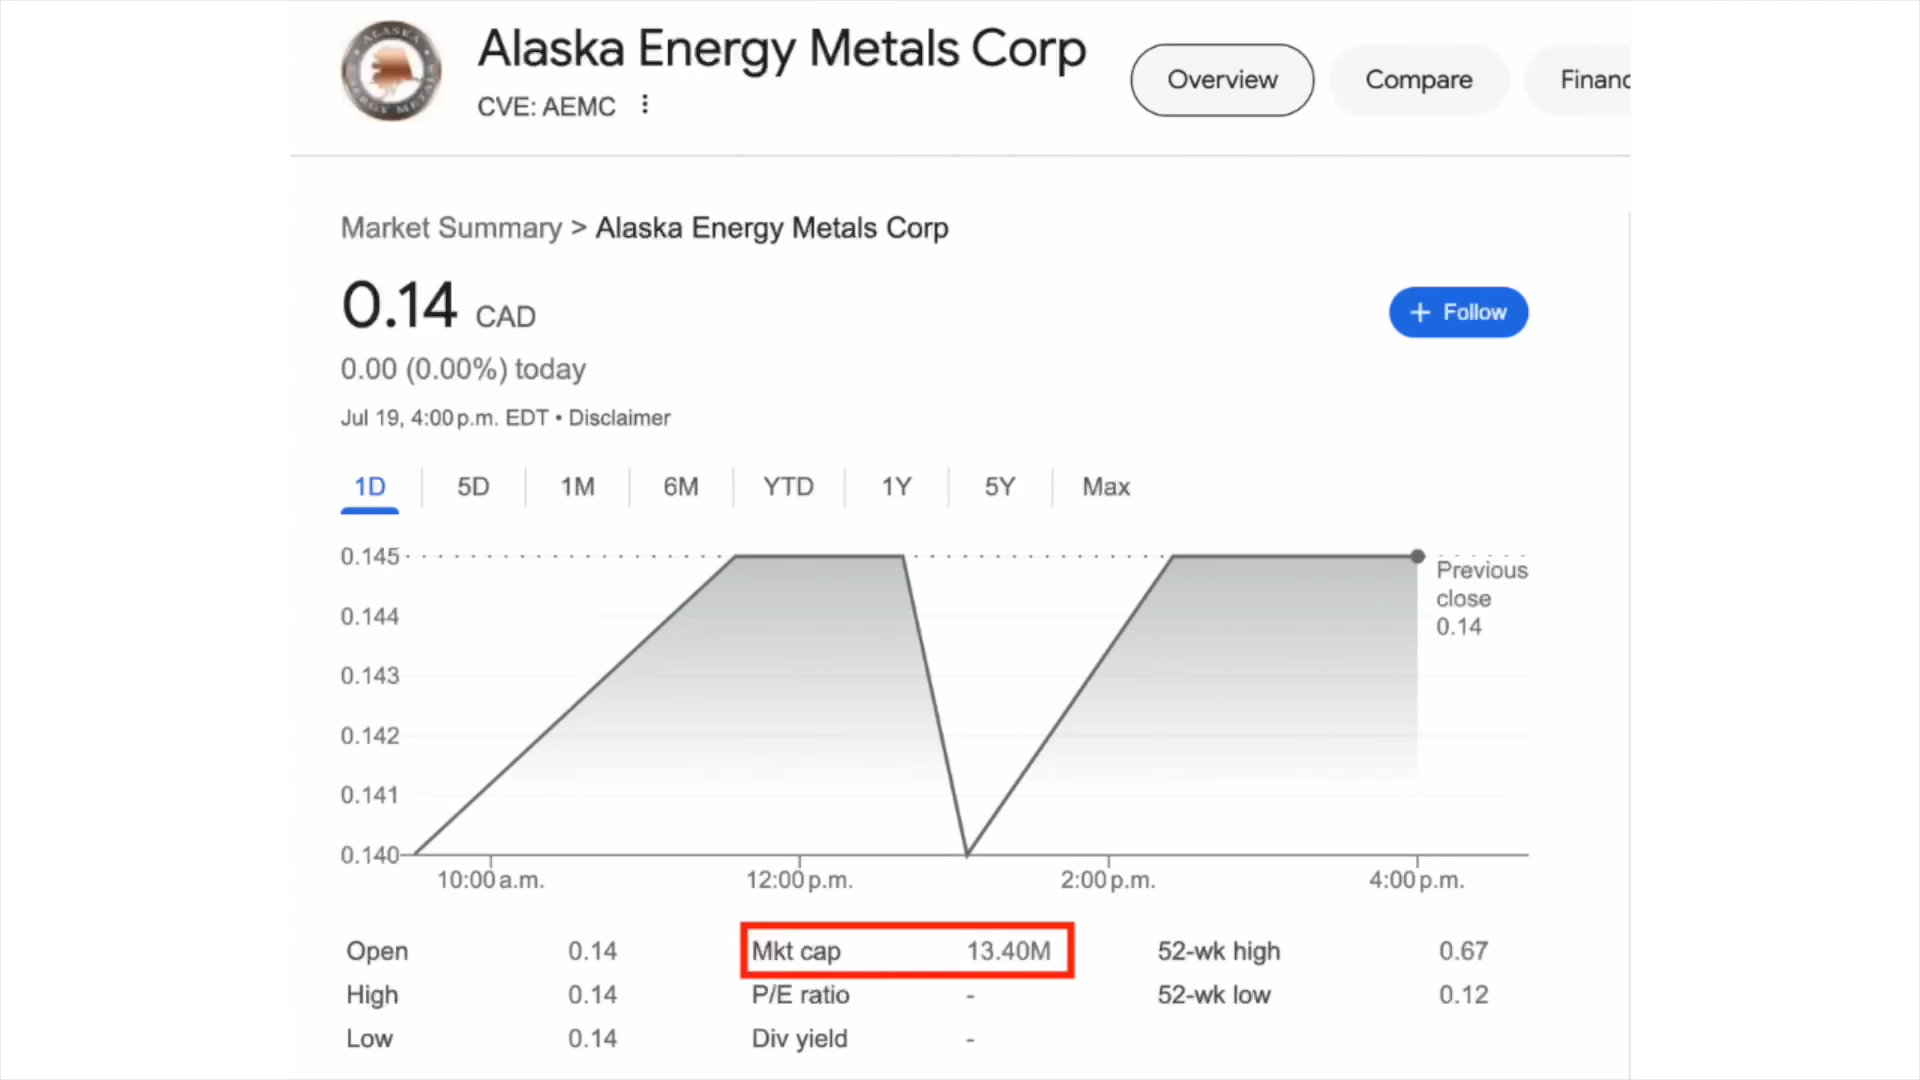 Alaska Energy Metals Corp
CVE: AEMC
Overview
Compare
Financ
ALASKA
ENERGY METALS
Market Summary > Alaska Energy Metals Corp
0.14 CAD
+ Follow
0.00 (0.00%) today
Jul 19, 4:00 p.m. EDT • Disclaimer
1D 5D 1M 6M YTD 1Y 5Y Max
0.145
0.144
0.143
0.142
0.141
0.140
Previous
close
0.14
10:00 a.m. 12:00 p.m. 2:00 p.m. 4:00 p.m.
Open 0.14 Mkt cap 13.40M 52-wk high 0.67
High 0.14 P/E ratio - 52-wk low 0.12
Low 0.14 Div yield -